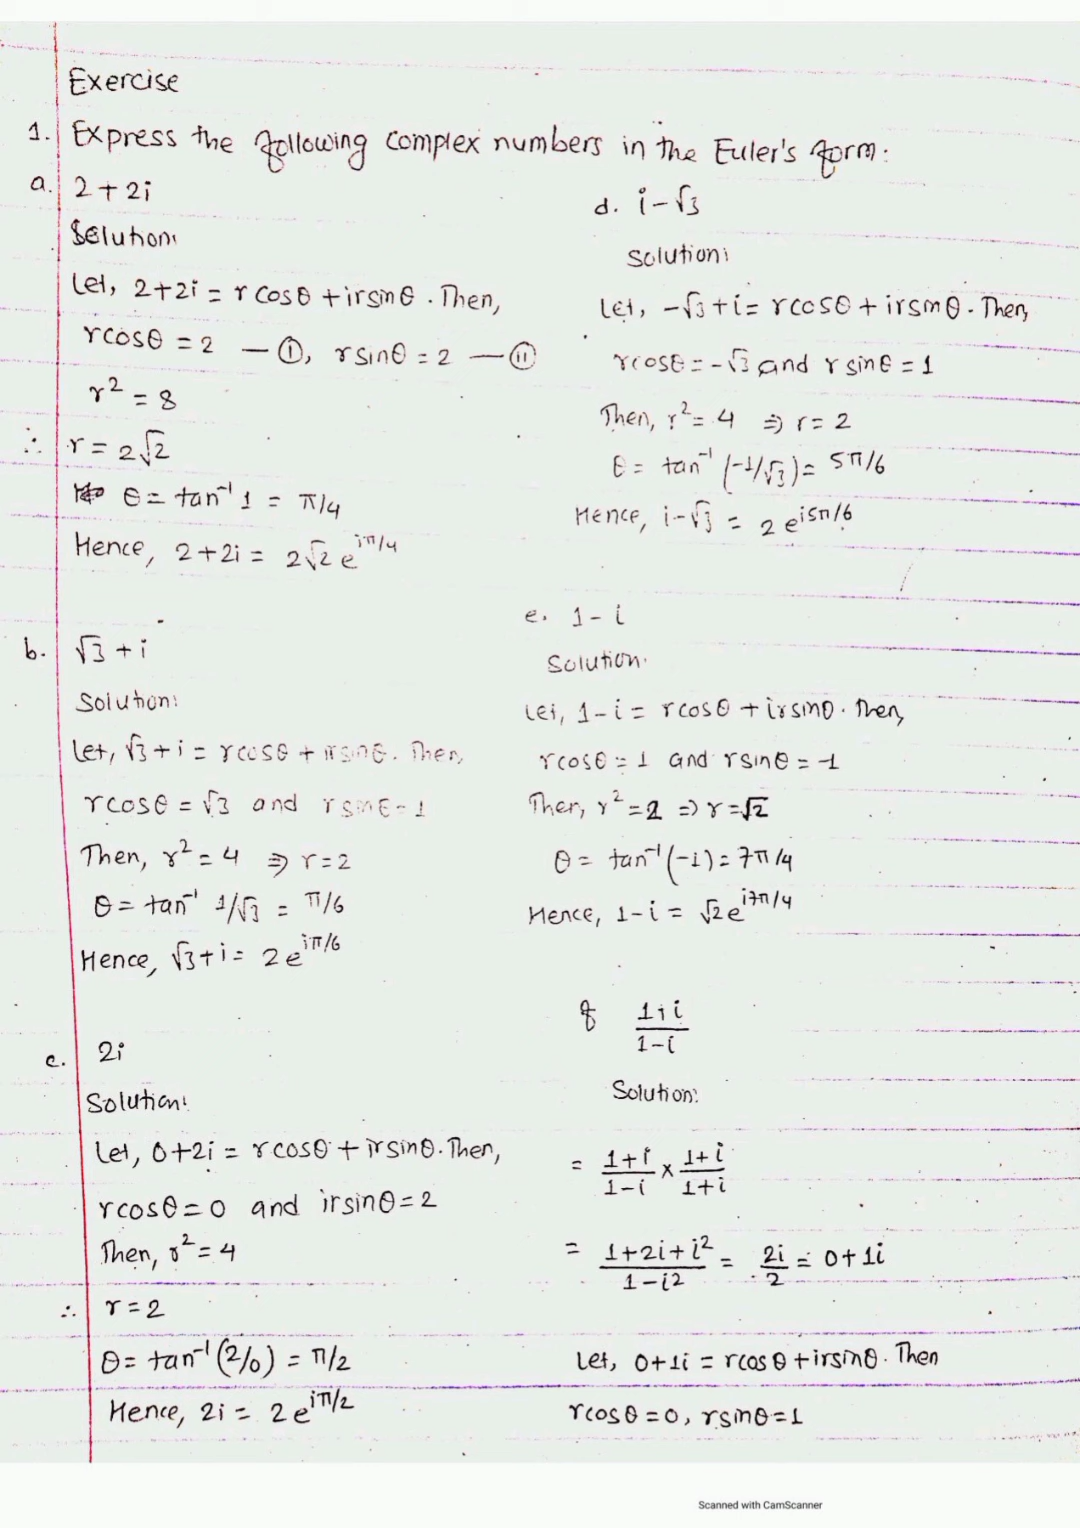 Exercise
1. Express the following complex numbers in the Euler's form:
a. 2+2i
Solution:
Let, 2+2i = r cosθ + irsinθ. Then,
rcosθ = 2 — (i), rsinθ = 2 — (ii)
r² = 8
∴ r = 2√2
θ = tan⁻¹ 1 = π/4
Hence, 2+2i = 2√2 e^iπ/4
b. √3 + i
Solution:
Let, √3 + i = rcosθ + irsinθ. Then,
rcosθ = √3 and rsinθ = 1
Then, r² = 4 ⇒ r = 2
θ = tan⁻¹ 1/√3 = π/6
Hence, √3+i = 2e^iπ/6
c. 2i
Solution:
Let, 0+2i = rcosθ + irsinθ. Then,
rcosθ = 0 and irsinθ = 2
Then, r² = 4
∴ r = 2
θ = tan⁻¹ (2/0) = π/2
Hence, 2i = 2e^iπ/2
d. i-√3
Solution:
Let, -√3+i = rcosθ + irsinθ. Then,
rcosθ = -√3 and r sinθ = 1
Then, r² = 4 ⇒ r = 2
θ = tan⁻¹ (-1/√3) = 5π/6
Hence, i-√3 = 2 e^i5π/6
e. 1-i
Solution:
Let, 1-i = rcosθ + irsinθ. Then,
rcosθ = 1 and rsinθ = -1
Then, r² = 2 ⇒ r = √2
θ = tan⁻¹(-1) = 7π/4
Hence, 1-i = √2e^i7π/4
f 1+i/1-i
Solution:
= 1+i/1-i × 1+i/1+i
= 1+2i+i²/1-i² = 2i/2 = 0+1i
Let, 0+1i = rcosθ + irsinθ. Then
rcosθ = 0, rsinθ = 1
Scanned with CamScanner